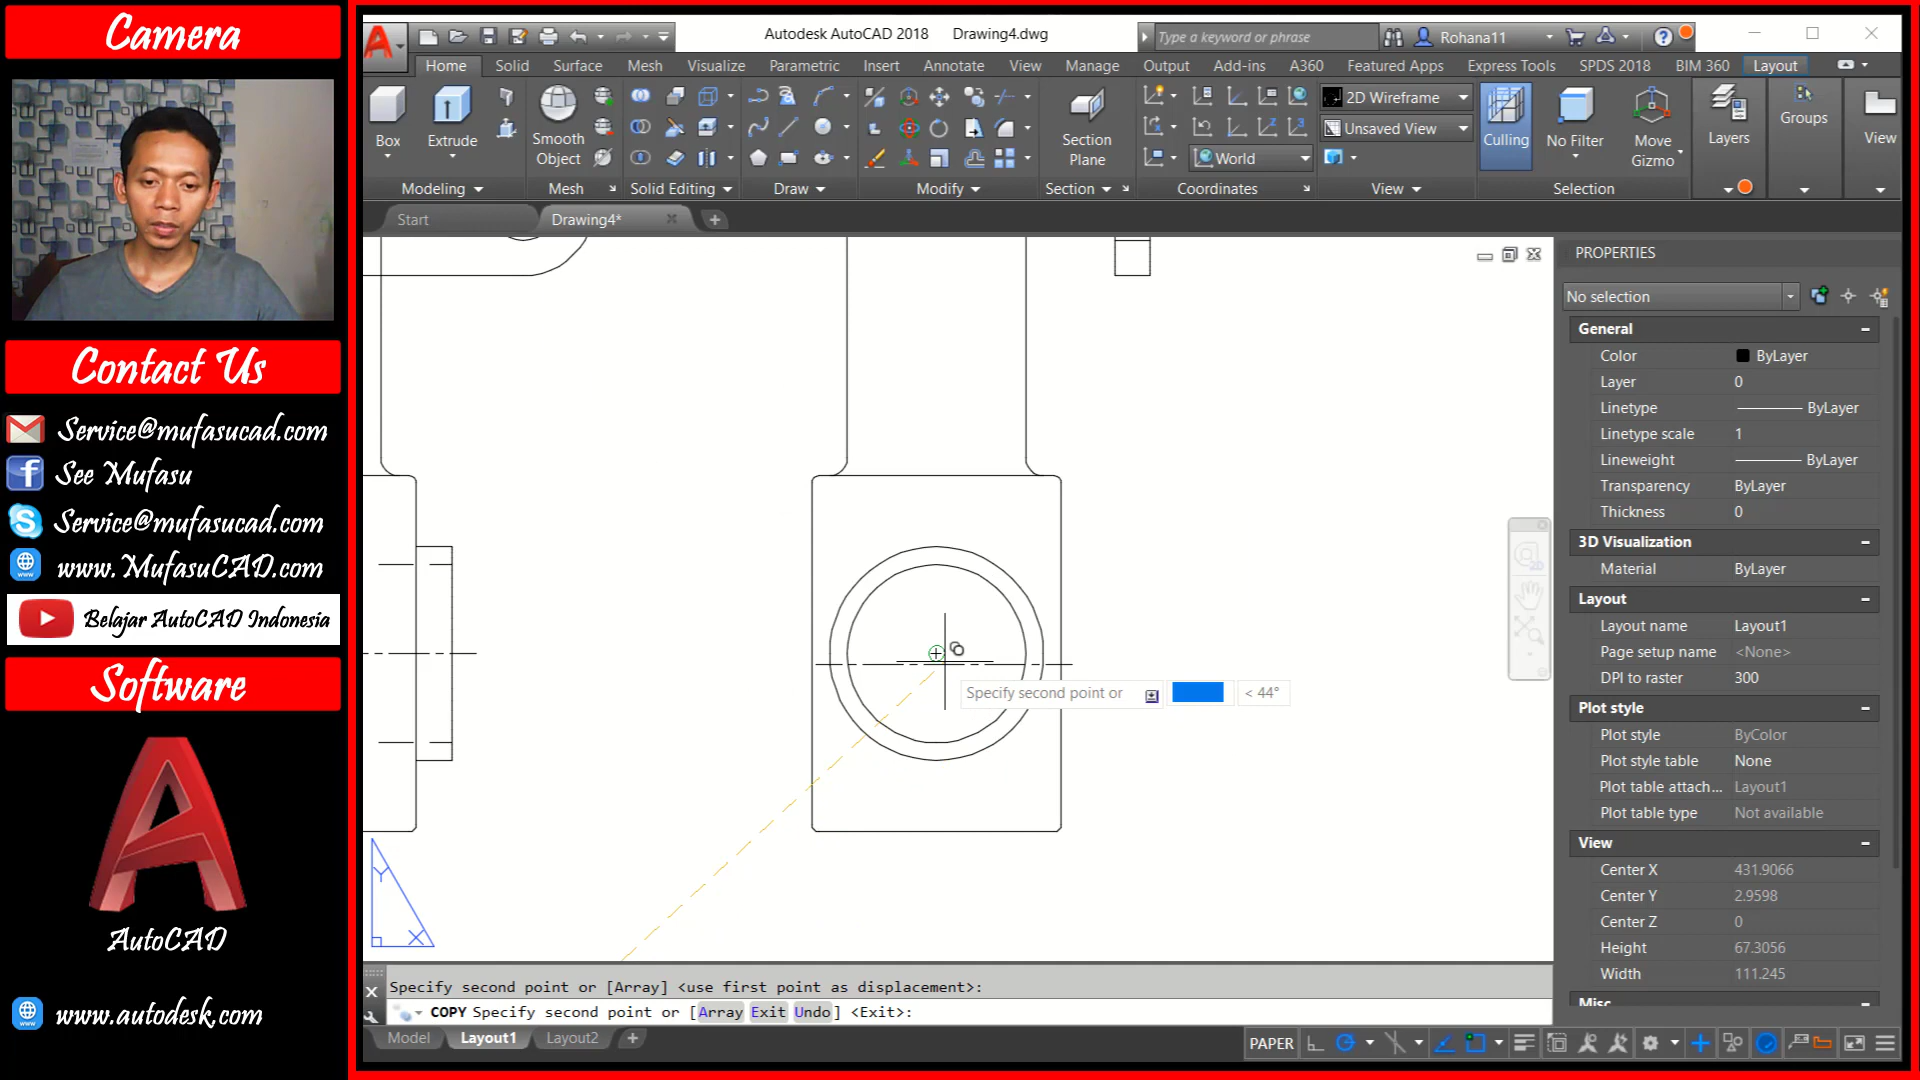 Camera
Contact Us
Service@mufasucad.com
See Mufasu
Service@mufasucad.com
www.MufasuCAD.com
Belajar AutoCAD Indonesia
Software
AutoCAD
www.autodesk.com
Autodesk AutoCAD 2018 Drawing4.dwg
Type a keyword or phrase
Rohana11
Home Solid Surface Mesh Visualize Parametric Insert Annotate View Manage Output Add-ins A360 Featured Apps Express Tools SPDS 2018 BIM 360 Layout
Box
Extrude
Smooth Object
Section Plane
2D Wireframe
Unsaved View
World
Culling
No Filter
Move Gizmo
Layers
Groups
View
Modeling Mesh Solid Editing Draw Modify Section Coordinates View Selection
Start Drawing4*
Specify second point or
< 44°
Y
X
2D
PROPERTIES
No selection
General
Color ByLayer
Layer 0
Linetype ByLayer
Linetype scale 1
Lineweight ByLayer
Transparency ByLayer
Thickness 0
3D Visualization
Material ByLayer
Layout
Layout name Layout1
Page setup name <None>
DPI to raster 300
Plot style
Plot style ByColor
Plot style table None
Plot table attach... Layout1
Plot table type Not available
View
Center X 431.9066
Center Y 2.9598
Center Z 0
Height 67.3056
Width 111.245
Misc
Specify second point or [Array] <use first point as displacement>:
COPY Specify second point or [Array Exit Undo] <Exit>:
Model Layout1 Layout2
PAPER